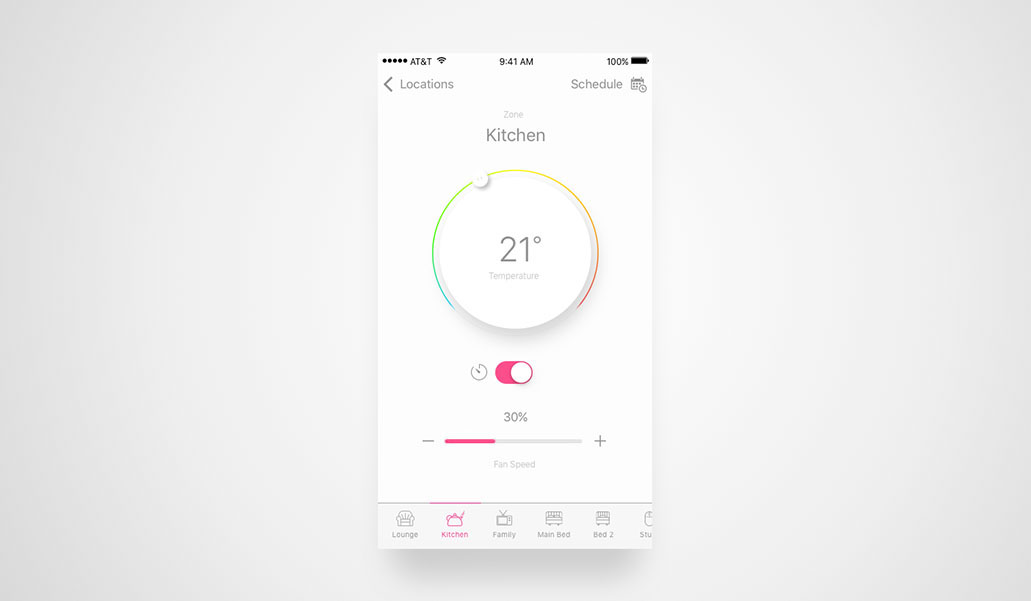 AT&T 9:41 AM 100%
Locations Schedule
Zone
Kitchen
21°
Temperature
30%
Fan Speed
Lounge Kitchen Family Main Bed Bed 2 Stu